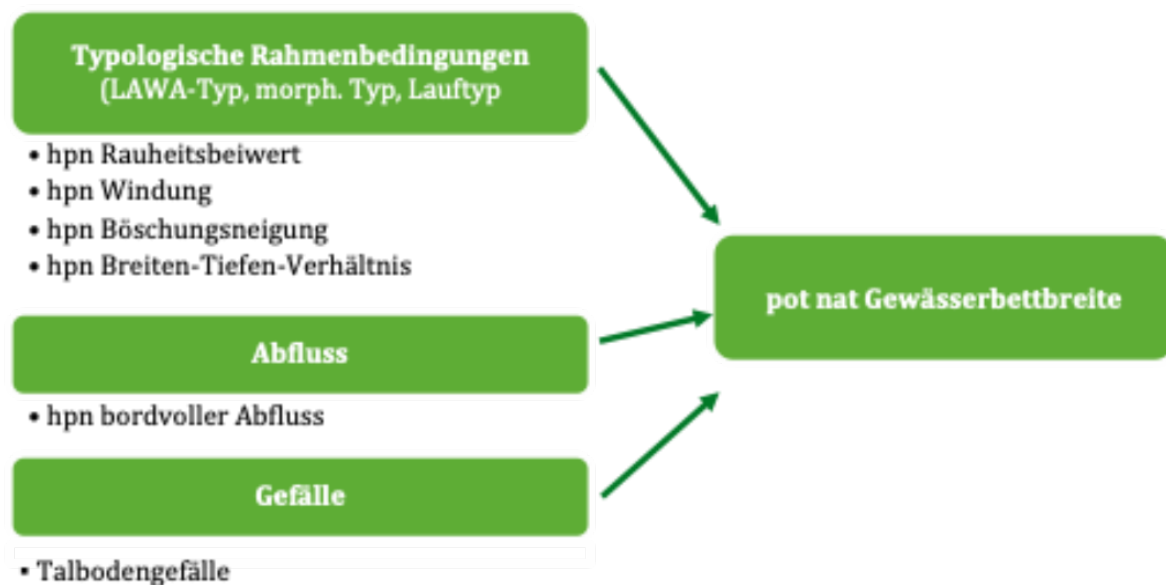 Typologische Rahmenbedingungen
(LAWA-Typ, morph. Typ, Lauftyp
• hpn Rauheitsbeiwert
• hpn Windung
• hpn Böschungsneigung
• hpn Breiten-Tiefen-Verhältnis
pot nat Gewässerbettbreite
Abfluss
• hpn bordvoller Abfluss
Gefälle
▪ Talbodengefälle